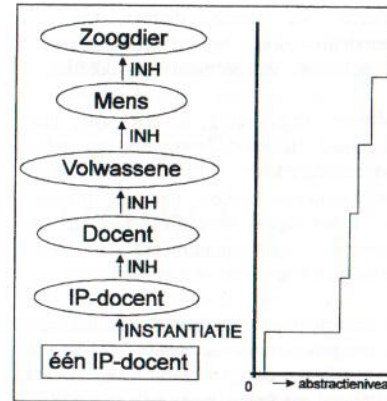 Zoogdier
INH
Mens
INH
Volwassene
INH
Docent
INH
IP-docent
INSTANTIATIE
één IP-docent
0
abstractieniveau